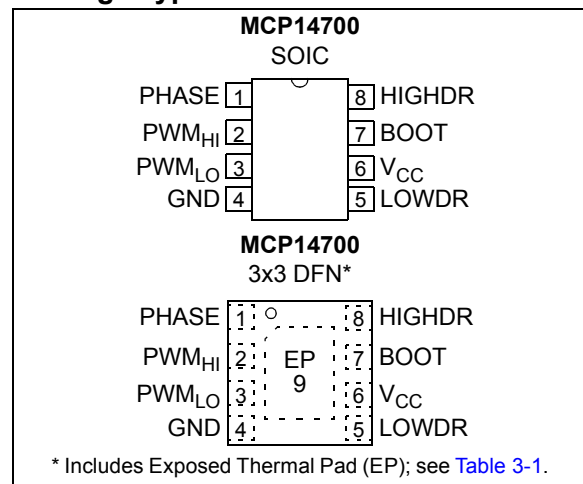 MCP14700
SOIC
PHASE 1 8 HIGHDR
PWMHI 2 7 BOOT
PWMLO 3 6 VCC
GND 4 5 LOWDR
MCP14700
3x3 DFN*
PHASE 1 8 HIGHDR
PWMHI 2 EP 7 BOOT
PWMLO 3 9 6 VCC
GND 4 5 LOWDR
* Includes Exposed Thermal Pad (EP); see Table 3-1.